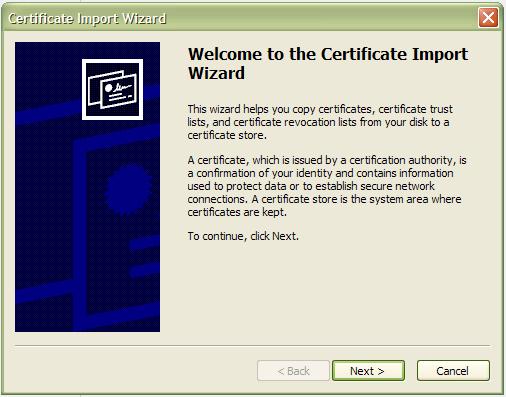 Certificate Import Wizard
Welcome to the Certificate Import
Wizard
This wizard helps you copy certificates, certificate trust
lists, and certificate revocation lists from your disk to a
certificate store.
A certificate, which is issued by a certification authority, is
a confirmation of your identity and contains information
used to protect data or to establish secure network
connections. A certificate store is the system area where
certificates are kept.
To continue, click Next.
< Back
Next >
Cancel